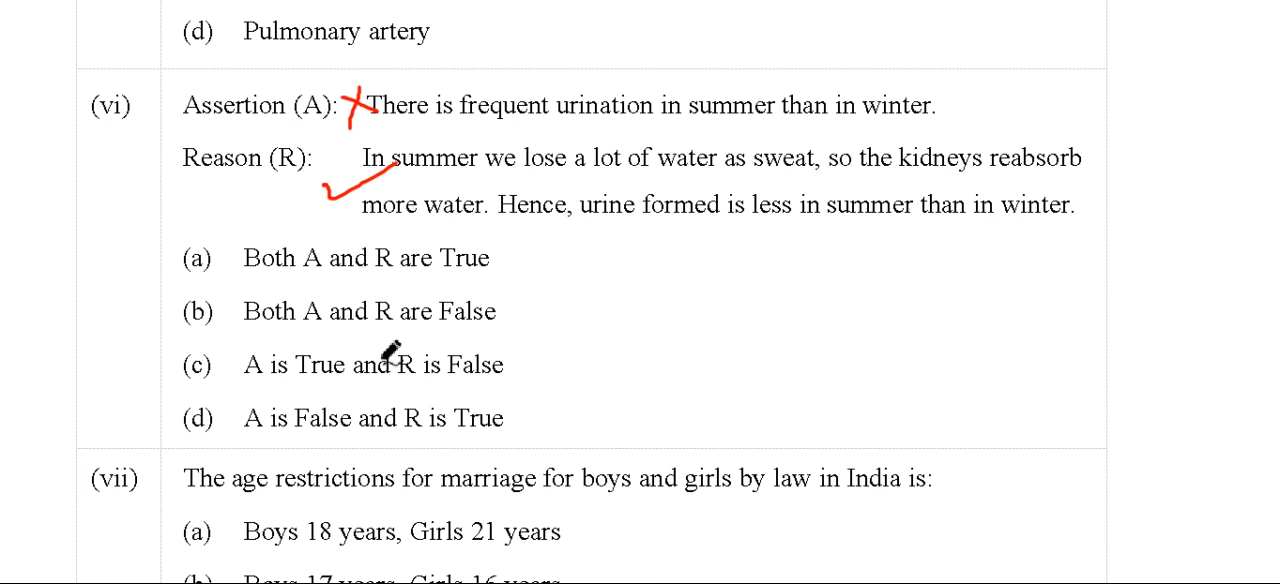 (d) Pulmonary artery
(vi) Assertion (A): There is frequent urination in summer than in winter.
Reason (R): In summer we lose a lot of water as sweat, so the kidneys reabsorb
more water. Hence, urine formed is less in summer than in winter.
(a) Both A and R are True
(b) Both A and R are False
(c) A is True and R is False
(d) A is False and R is True
(vii) The age restrictions for marriage for boys and girls by law in India is:
(a) Boys 18 years, Girls 21 years